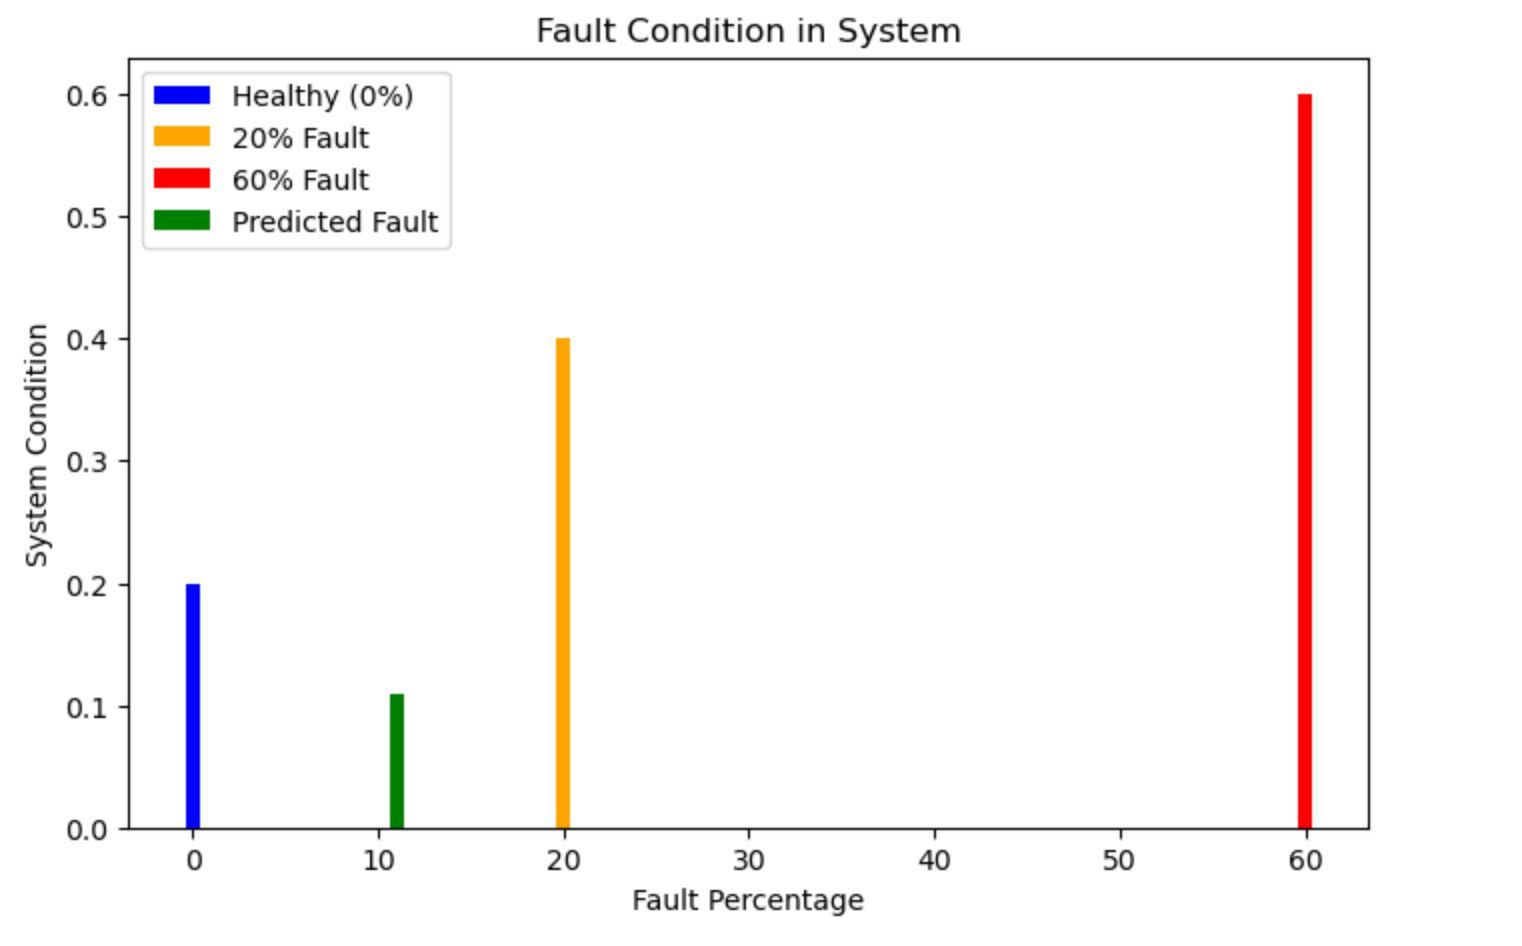 Fault Condition in System
Healthy (0%)
20% Fault
60% Fault
Predicted Fault
System Condition
0.6
0.5
0.4
0.3
0.2
0.1
0.0
0 10 20 30 40 50 60
Fault Percentage